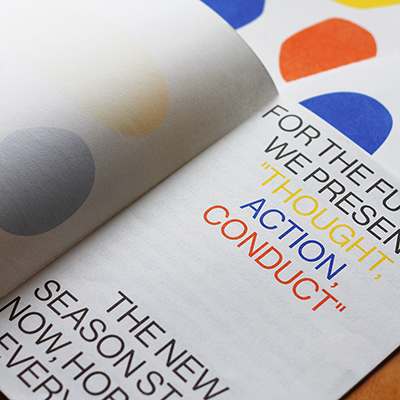 FOR THE FU
WE PRESEN
"THOUGHT,
ACTION,
CONDUCT"
THE NEW
SEASON ST
NOW, HOP
EVERY